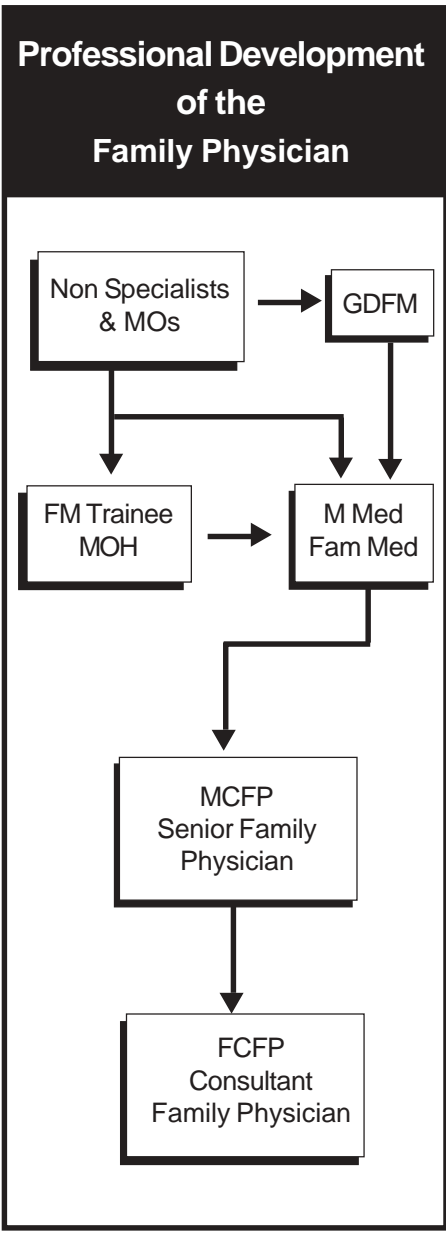 Professional Development
of the
Family Physician
Non Specialists
& MOs
GDFM
FM Trainee
MOH
M Med
Fam Med
MCFP
Senior Family
Physician
FCFP
Consultant
Family Physician